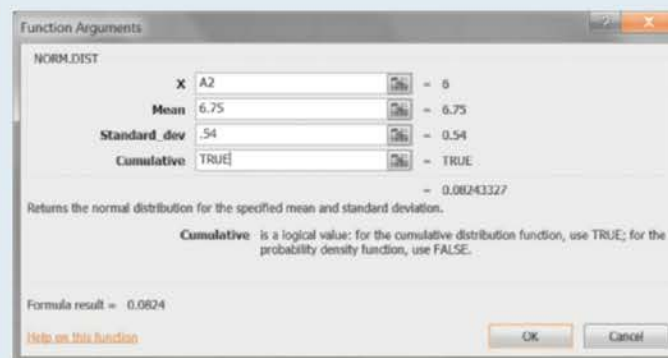 Function Arguments
NORM.DIST
X A2 = 6
Mean 6.75 = 6.75
Standard_dev .54 = 0.54
Cumulative TRUE = TRUE
= 0.08243327
Returns the normal distribution for the specified mean and standard deviation.
Cumulative is a logical value: for the cumulative distribution function, use TRUE; for the
probability density function, use FALSE.
Formula result = 0.0824
Help on this function OK Cancel